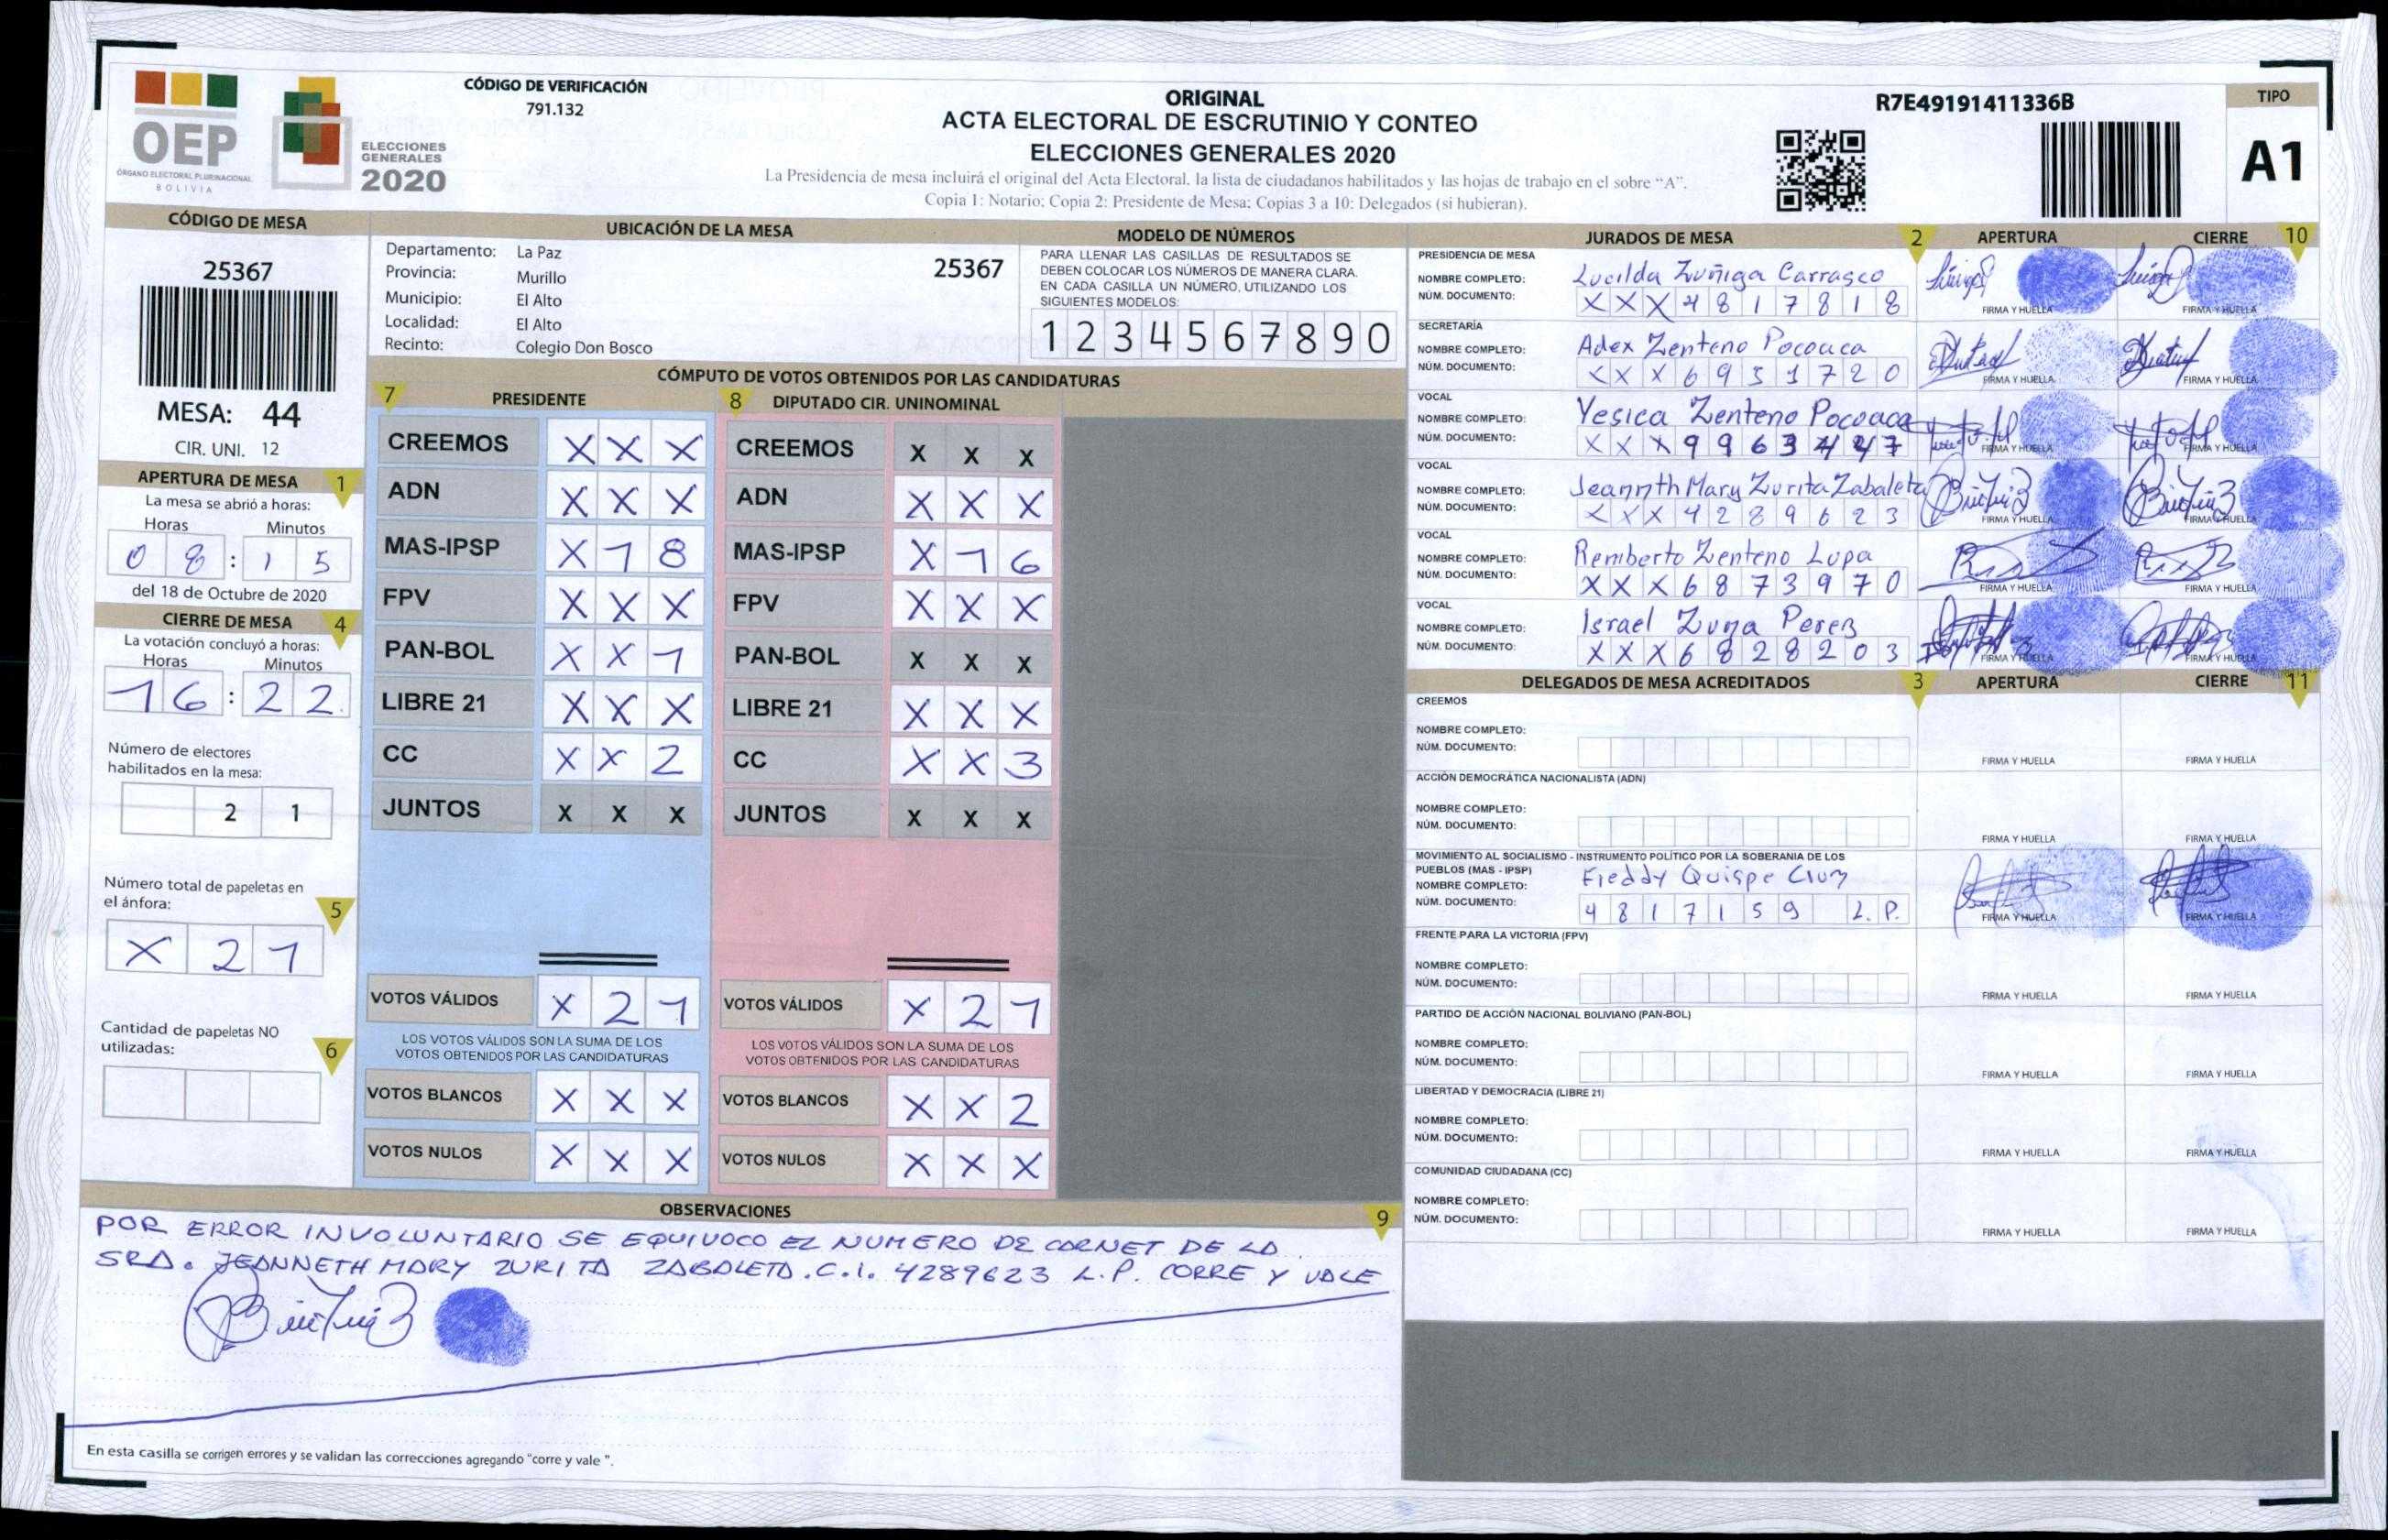 OEP
ÓRGANO ELECTORAL PLURINACIONAL
BOLIVIA
ELECCIONES
GENERALES
2020
CÓDIGO DE VERIFICACIÓN
791.132
ORIGINAL
ACTA ELECTORAL DE ESCRUTINIO Y CONTEO
ELECCIONES GENERALES 2020
La Presidencia de mesa incluirá el original del Acta Electoral, la lista de ciudadanos habilitados y las hojas de trabajo en el sobre “A”.
Copia 1: Notario; Copia 2: Presidente de Mesa; Copias 3 a 10: Delegados (si hubieran).
R7E49191411336B
TIPO
A1
CÓDIGO DE MESA
25367
MESA: 44
CIR. UNI. 12
APERTURA DE MESA 1
La mesa se abrió a horas:
Horas Minutos
0 8 : 1 5
del 18 de Octubre de 2020
CIERRE DE MESA 4
La votación concluyó a horas:
Horas Minutos
1 6 : 2 2
Número de electores
habilitados en la mesa:
2 1
Número total de papeletas en
el ánfora: 5
X 2 1
Cantidad de papeletas NO
utilizadas: 6
UBICACIÓN DE LA MESA
Departamento: La Paz
Provincia: Murillo
Municipio: El Alto
Localidad: El Alto
Recinto: Colegio Don Bosco
25367
MODELO DE NÚMEROS
PARA LLENAR LAS CASILLAS DE RESULTADOS SE
DEBEN COLOCAR LOS NÚMEROS DE MANERA CLARA.
EN CADA CASILLA UN NÚMERO, UTILIZANDO LOS
SIGUIENTES MODELOS:
1 2 3 4 5 6 7 8 9 0
CÓMPUTO DE VOTOS OBTENIDOS POR LAS CANDIDATURAS
7 PRESIDENTE
CREEMOS X X X
ADN X X X
MAS-IPSP X 1 8
FPV X X X
PAN-BOL X X 1
LIBRE 21 X X X
CC X X 2
JUNTOS X X X
VOTOS VÁLIDOS X 2 1
LOS VOTOS VÁLIDOS SON LA SUMA DE LOS
VOTOS OBTENIDOS POR LAS CANDIDATURAS
VOTOS BLANCOS X X X
VOTOS NULOS X X X
8 DIPUTADO CIR. UNINOMINAL
CREEMOS X X X
ADN X X X
MAS-IPSP X 1 6
FPV X X X
PAN-BOL X X X
LIBRE 21 X X X
CC X X 3
JUNTOS X X X
VOTOS VÁLIDOS X 2 1
LOS VOTOS VÁLIDOS SON LA SUMA DE LOS
VOTOS OBTENIDOS POR LAS CANDIDATURAS
VOTOS BLANCOS X X 2
VOTOS NULOS X X X
OBSERVACIONES 9
POR ERROR INVOLUNTARIO SE EQUIVOCO EL NUMERO DE CARNET DE LA
SRA. JEANNETH MARY ZURITA ZABALETA. C.I. 4289623 L.P. CORRE Y VALE
En esta casilla se corrigen errores y se validan las correcciones agregando “corre y vale ”.
JURADOS DE MESA 2 APERTURA CIERRE 10
PRESIDENCIA DE MESA
NOMBRE COMPLETO: Lucilda Zuñiga Carrasco
NÚM. DOCUMENTO: X X X 4 8 1 7 8 1 8
FIRMA Y HUELLA FIRMA Y HUELLA
SECRETARÍA
NOMBRE COMPLETO: Adex Zenteno Pocoaca
NÚM. DOCUMENTO: X X X 6 9 5 1 7 2 0
FIRMA Y HUELLA FIRMA Y HUELLA
VOCAL
NOMBRE COMPLETO: Yesica Zenteno Pocoaca
NÚM. DOCUMENTO: X X X 9 9 6 3 4 4 7
FIRMA Y HUELLA FIRMA Y HUELLA
VOCAL
NOMBRE COMPLETO: Jeannth Mary Zurita Zabaleta
NÚM. DOCUMENTO: X X X 4 2 8 9 6 2 3
FIRMA Y HUELLA FIRMA Y HUELLA
VOCAL
NOMBRE COMPLETO: Remberto Zenteno Lupa
NÚM. DOCUMENTO: X X X 6 8 7 3 9 7 0
FIRMA Y HUELLA FIRMA Y HUELLA
VOCAL
NOMBRE COMPLETO: Israel Zuna Perez
NÚM. DOCUMENTO: X X X 6 8 2 8 2 0 3
FIRMA Y HUELLA FIRMA Y HUELLA
DELEGADOS DE MESA ACREDITADOS 3 APERTURA CIERRE 11
CREEMOS
NOMBRE COMPLETO:
NÚM. DOCUMENTO:
FIRMA Y HUELLA FIRMA Y HUELLA
ACCIÓN DEMOCRÁTICA NACIONALISTA (ADN)
NOMBRE COMPLETO:
NÚM. DOCUMENTO:
FIRMA Y HUELLA FIRMA Y HUELLA
MOVIMIENTO AL SOCIALISMO - INSTRUMENTO POLÍTICO POR LA SOBERANIA DE LOS
PUEBLOS (MAS - IPSP)
NOMBRE COMPLETO: Freddy Quispe Cruz
NÚM. DOCUMENTO: 4 8 1 7 1 5 9 L.P.
FIRMA Y HUELLA FIRMA Y HUELLA
FRENTE PARA LA VICTORIA (FPV)
NOMBRE COMPLETO:
NÚM. DOCUMENTO:
FIRMA Y HUELLA FIRMA Y HUELLA
PARTIDO DE ACCIÓN NACIONAL BOLIVIANO (PAN-BOL)
NOMBRE COMPLETO:
NÚM. DOCUMENTO:
FIRMA Y HUELLA FIRMA Y HUELLA
LIBERTAD Y DEMOCRACIA (LIBRE 21)
NOMBRE COMPLETO:
NÚM. DOCUMENTO:
FIRMA Y HUELLA FIRMA Y HUELLA
COMUNIDAD CIUDADANA (CC)
NOMBRE COMPLETO:
NÚM. DOCUMENTO:
FIRMA Y HUELLA FIRMA Y HUELLA